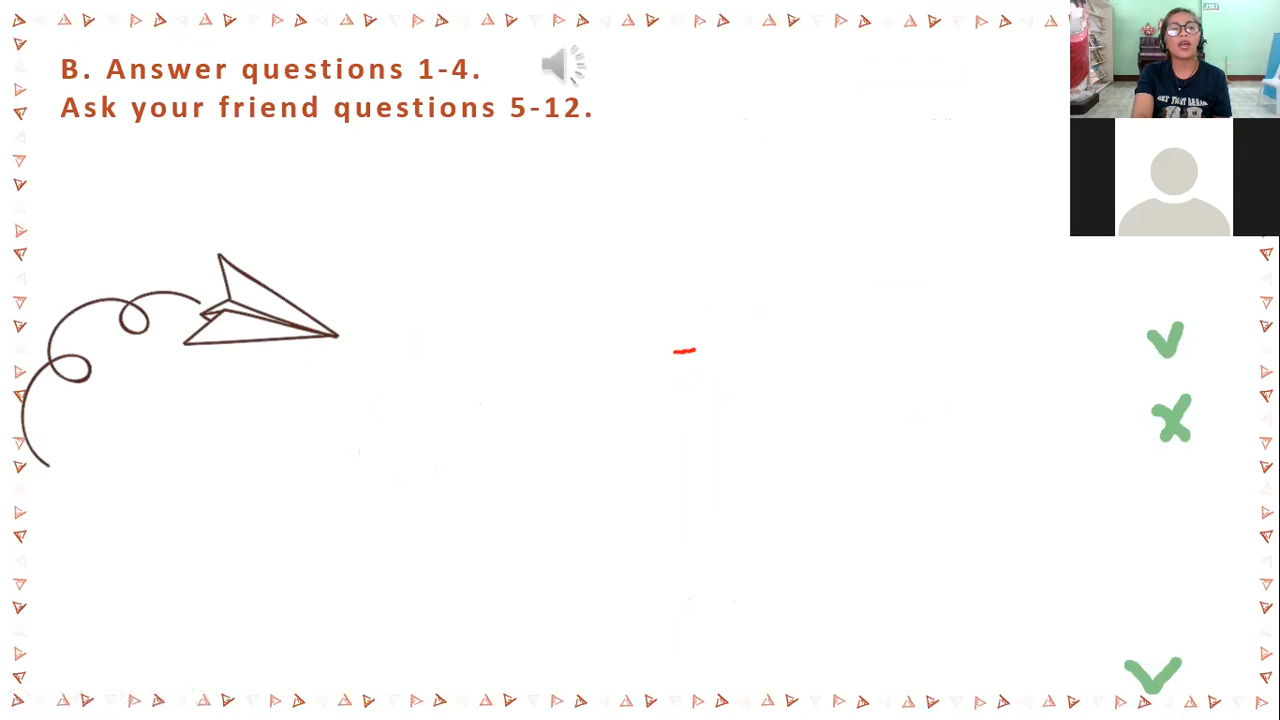 B. Answer questions 1-4.
Ask your friend questions 5-12.